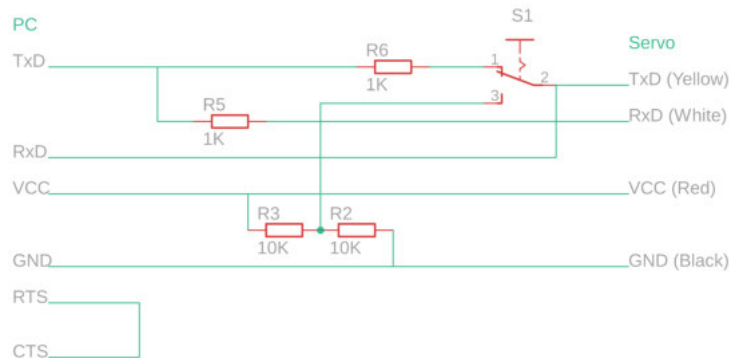 PC
S1
Servo
TxD
R6
1K
1
2
3
TxD (Yellow)
R5
1K
RxD (White)
RxD
VCC
VCC (Red)
R3
R2
10K
10K
GND
GND (Black)
RTS
CTS